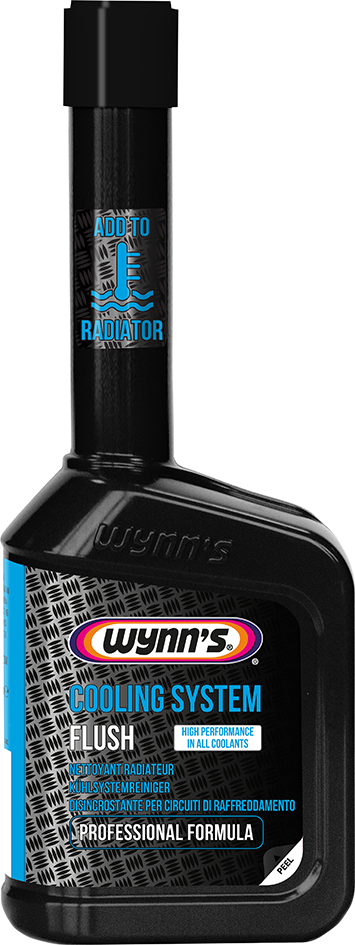 ADD TO
RADIATOR
wynn's
WYNN'S®
®
COOLING SYSTEM
FLUSH
HIGH PERFORMANCE
IN ALL COOLANTS
NETTOYANT RADIATEUR
KÜHLSYSTEMREINIGER
DISINCROSTANTE PER CIRCUITI DI RAFFREDDAMENTO
PROFESSIONAL FORMULA
PEEL